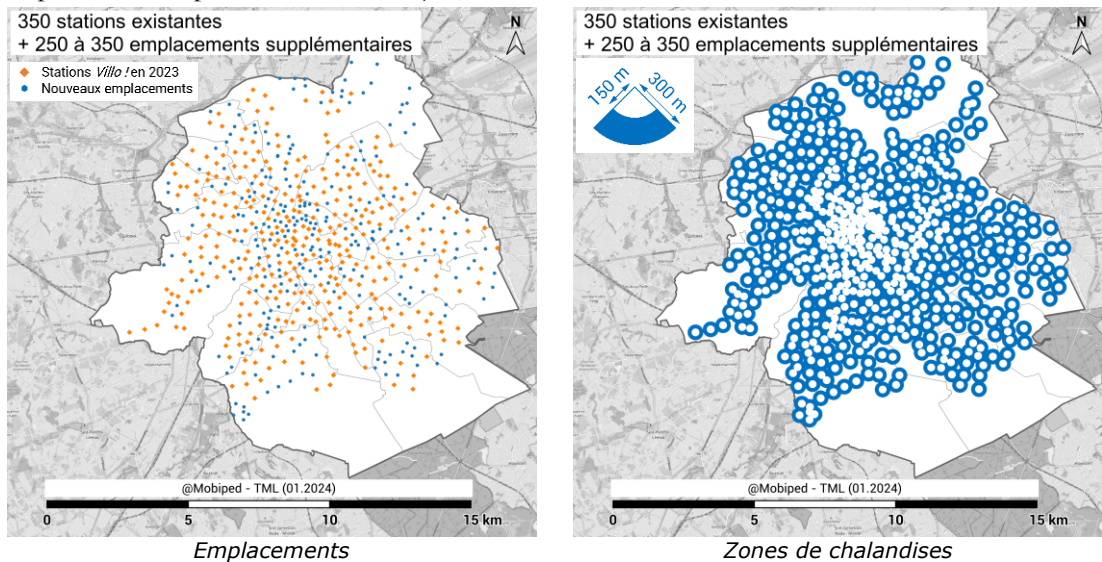 350 stations existantes
+ 250 à 350 emplacements supplémentaires
N
Stations Villo ! en 2023
Nouveaux emplacements
@Mobiped - TML (01.2024)
0 5 10 15 km
Emplacements
350 stations existantes
+ 250 à 350 emplacements supplémentaires
N
150 m
300 m
@Mobiped - TML (01.2024)
0 5 10 15 km
Zones de chalandises